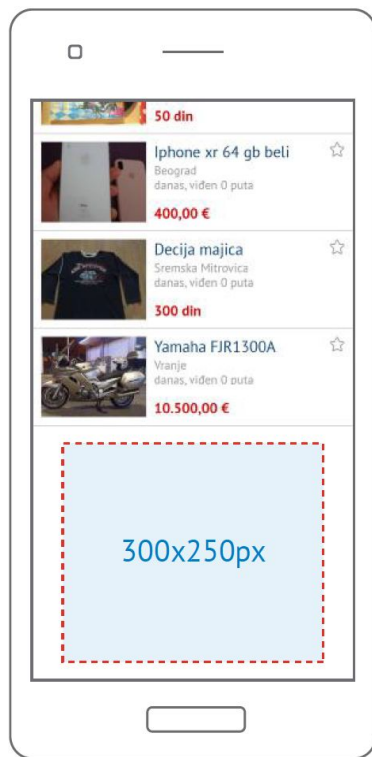 50 din
Iphone xr 64 gb beli
Beograd
danas, viđen 0 puta
400,00 €
Decija majica
Sremska Mitrovica
danas, viđen 0 puta
300 din
Yamaha FJR1300A
Vranje
danas, viđen 0 puta
10.500,00 €
300x250px